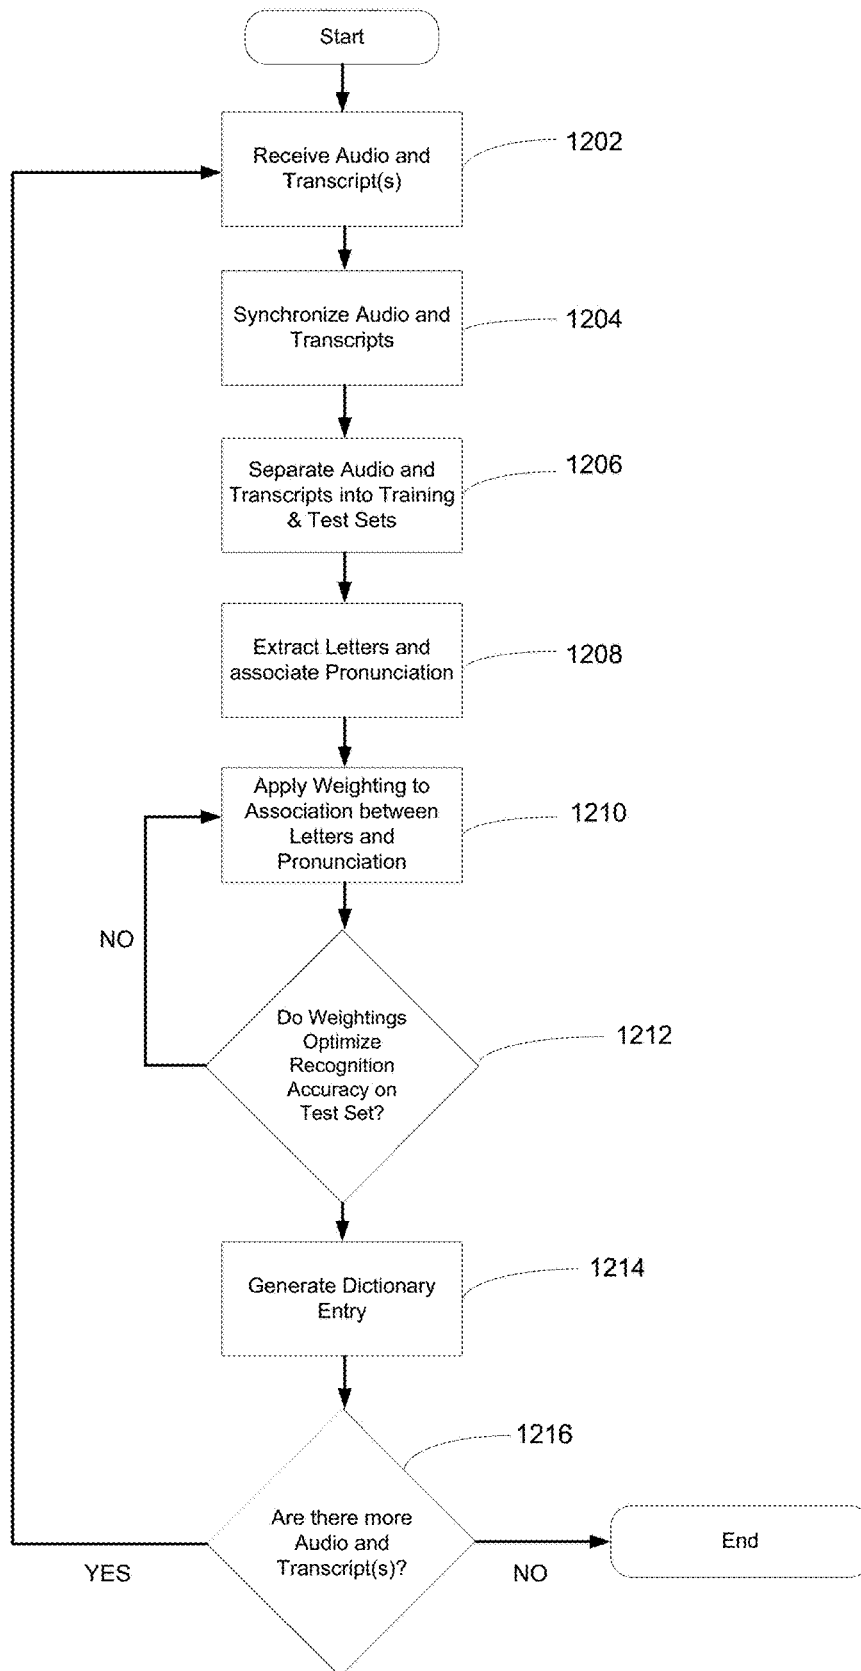 Start
Receive Audio and
Transcript(s)
1202
Synchronize Audio and
Transcripts
1204
Separate Audio and
Transcripts into Training
& Test Sets
1206
Extract Letters and
associate Pronunciation
1208
Apply Weighting to
Association between
Letters and
Pronunciation
1210
NO
Do Weightings
Optimize
Recognition
Accuracy on
Test Set?
1212
Generate Dictionary
Entry
1214
1216
Are there more
Audio and
Transcript(s)?
YES
NO
End